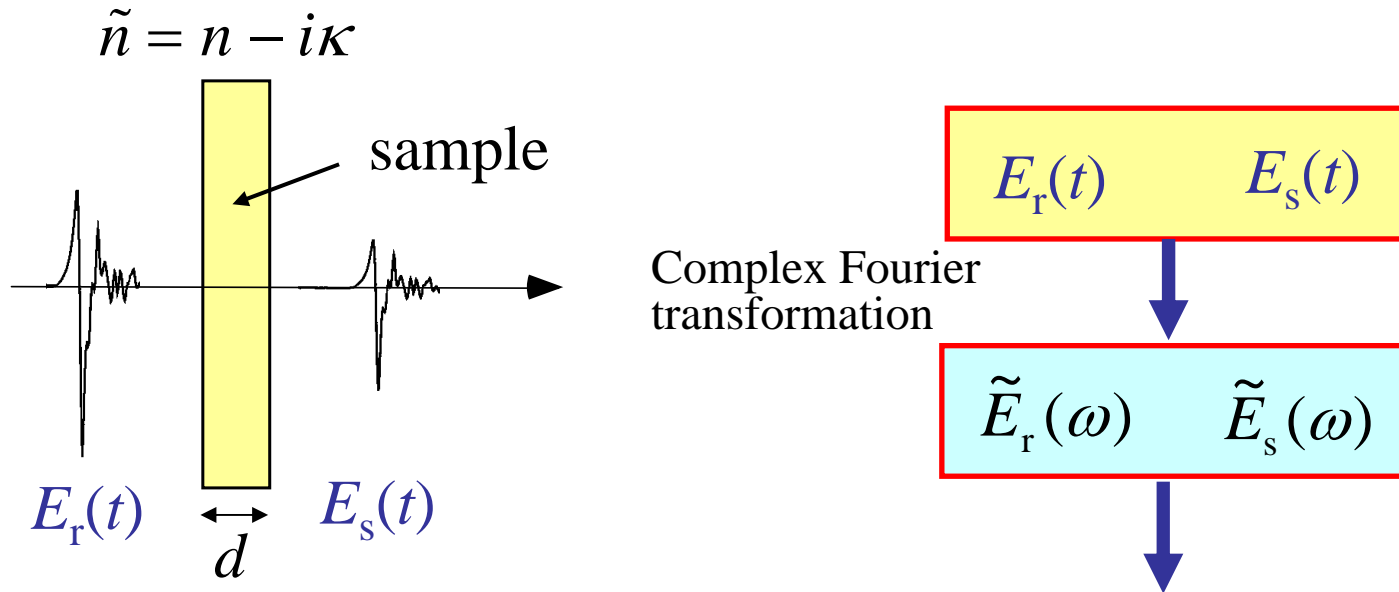 ñ = n − iκ
sample
E_r(t)
E_s(t)
d
E_r(t) E_s(t)
Complex Fourier
transformation
Ẽ_r(ω) Ẽ_s(ω)